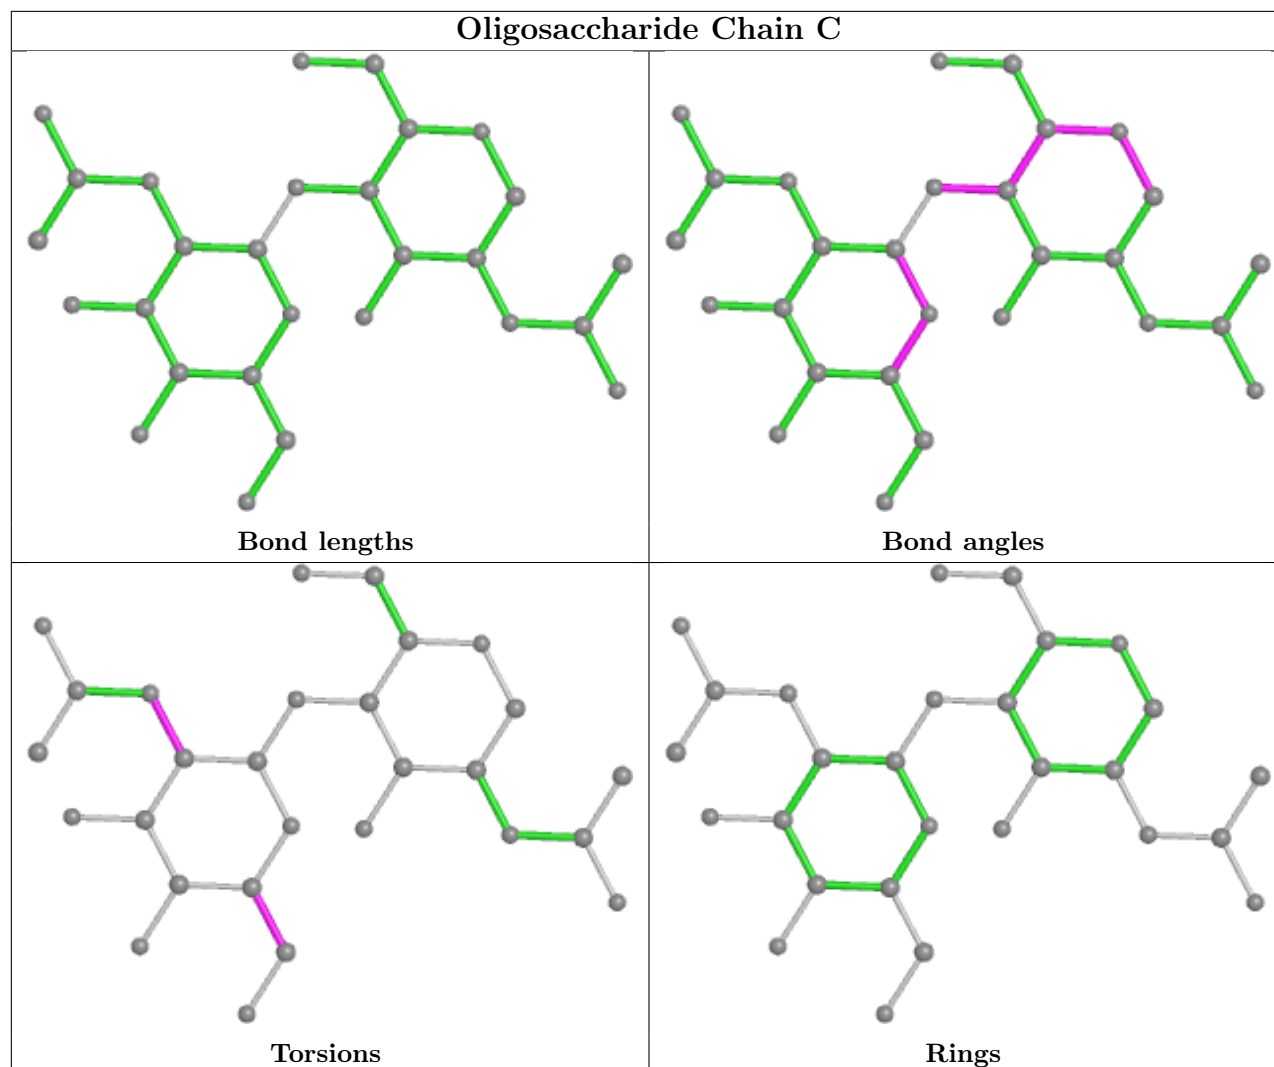 Oligosaccharide Chain C
Bond lengths
Bond angles
Torsions
Rings